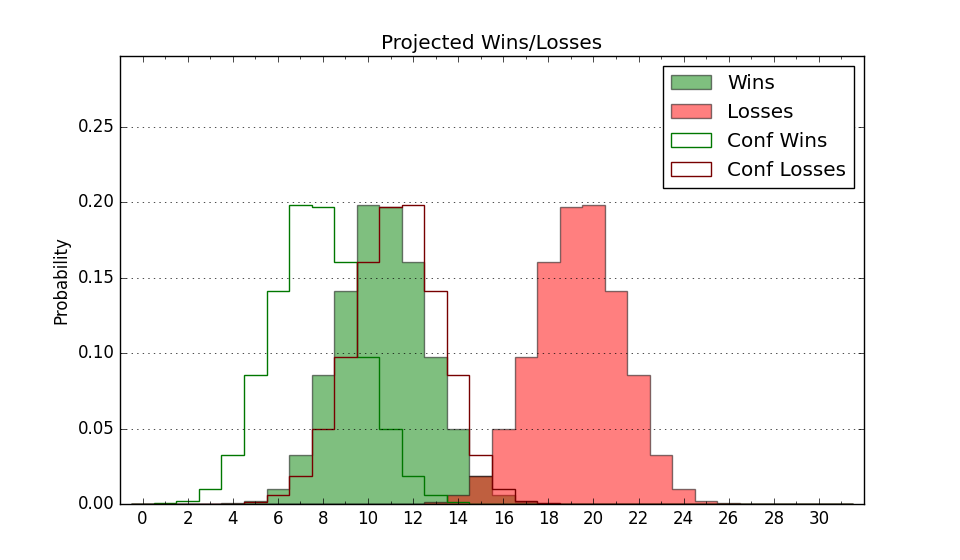 Projected Wins/Losses
Wins
Losses
Conf Wins
Conf Losses
Probability
0.25
0.20
0.15
0.10
0.05
0.00
0 2 4 6 8 10 12 14 16 18 20 22 24 26 28 30